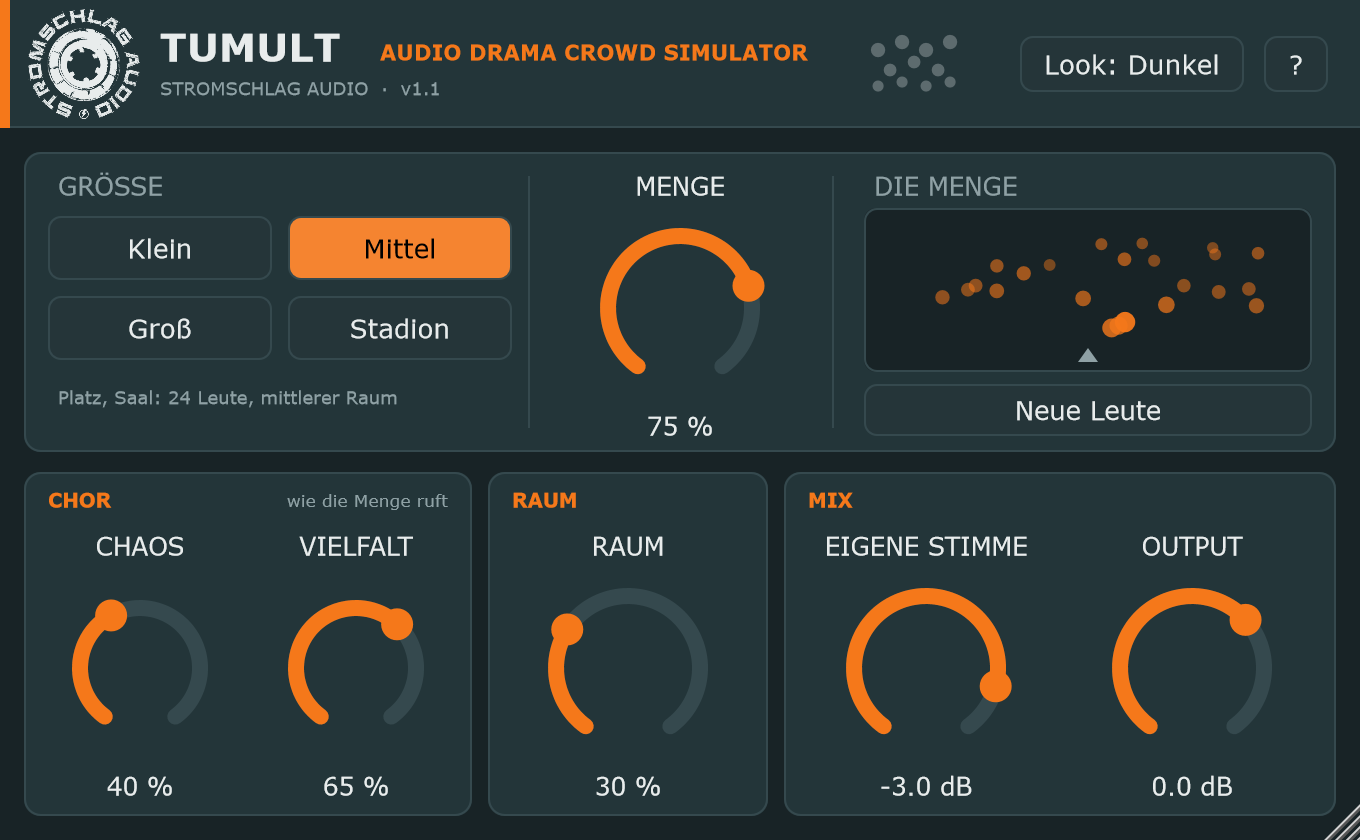 STROMSCHLAG AUDIO
TUMULT
AUDIO DRAMA CROWD SIMULATOR
STROMSCHLAG AUDIO · v1.1
Look: Dunkel
?
GRÖSSE
Klein
Mittel
Groß
Stadion
Platz, Saal: 24 Leute, mittlerer Raum
MENGE
75 %
DIE MENGE
Neue Leute
CHOR
wie die Menge ruft
CHAOS
VIELFALT
40 %
65 %
RAUM
RAUM
30 %
MIX
EIGENE STIMME
OUTPUT
-3.0 dB
0.0 dB